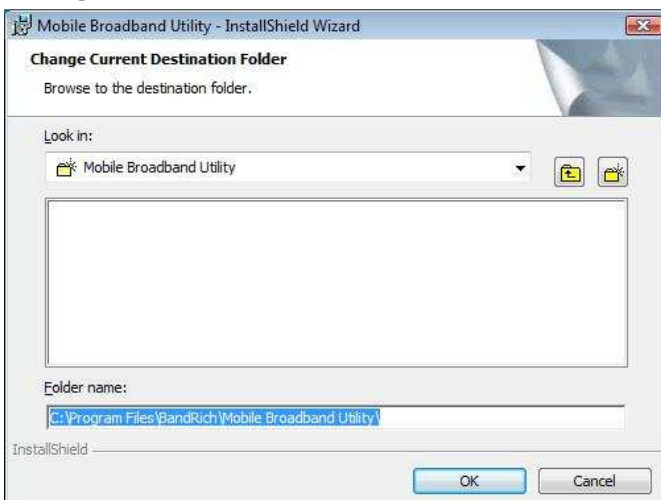 Mobile Broadband Utility - InstallShield Wizard
Change Current Destination Folder
Browse to the destination folder.
Look in:
Mobile Broadband Utility
Folder name:
C:\Program Files\BandRich\Mobile Broadband Utility\
InstallShield
OK Cancel